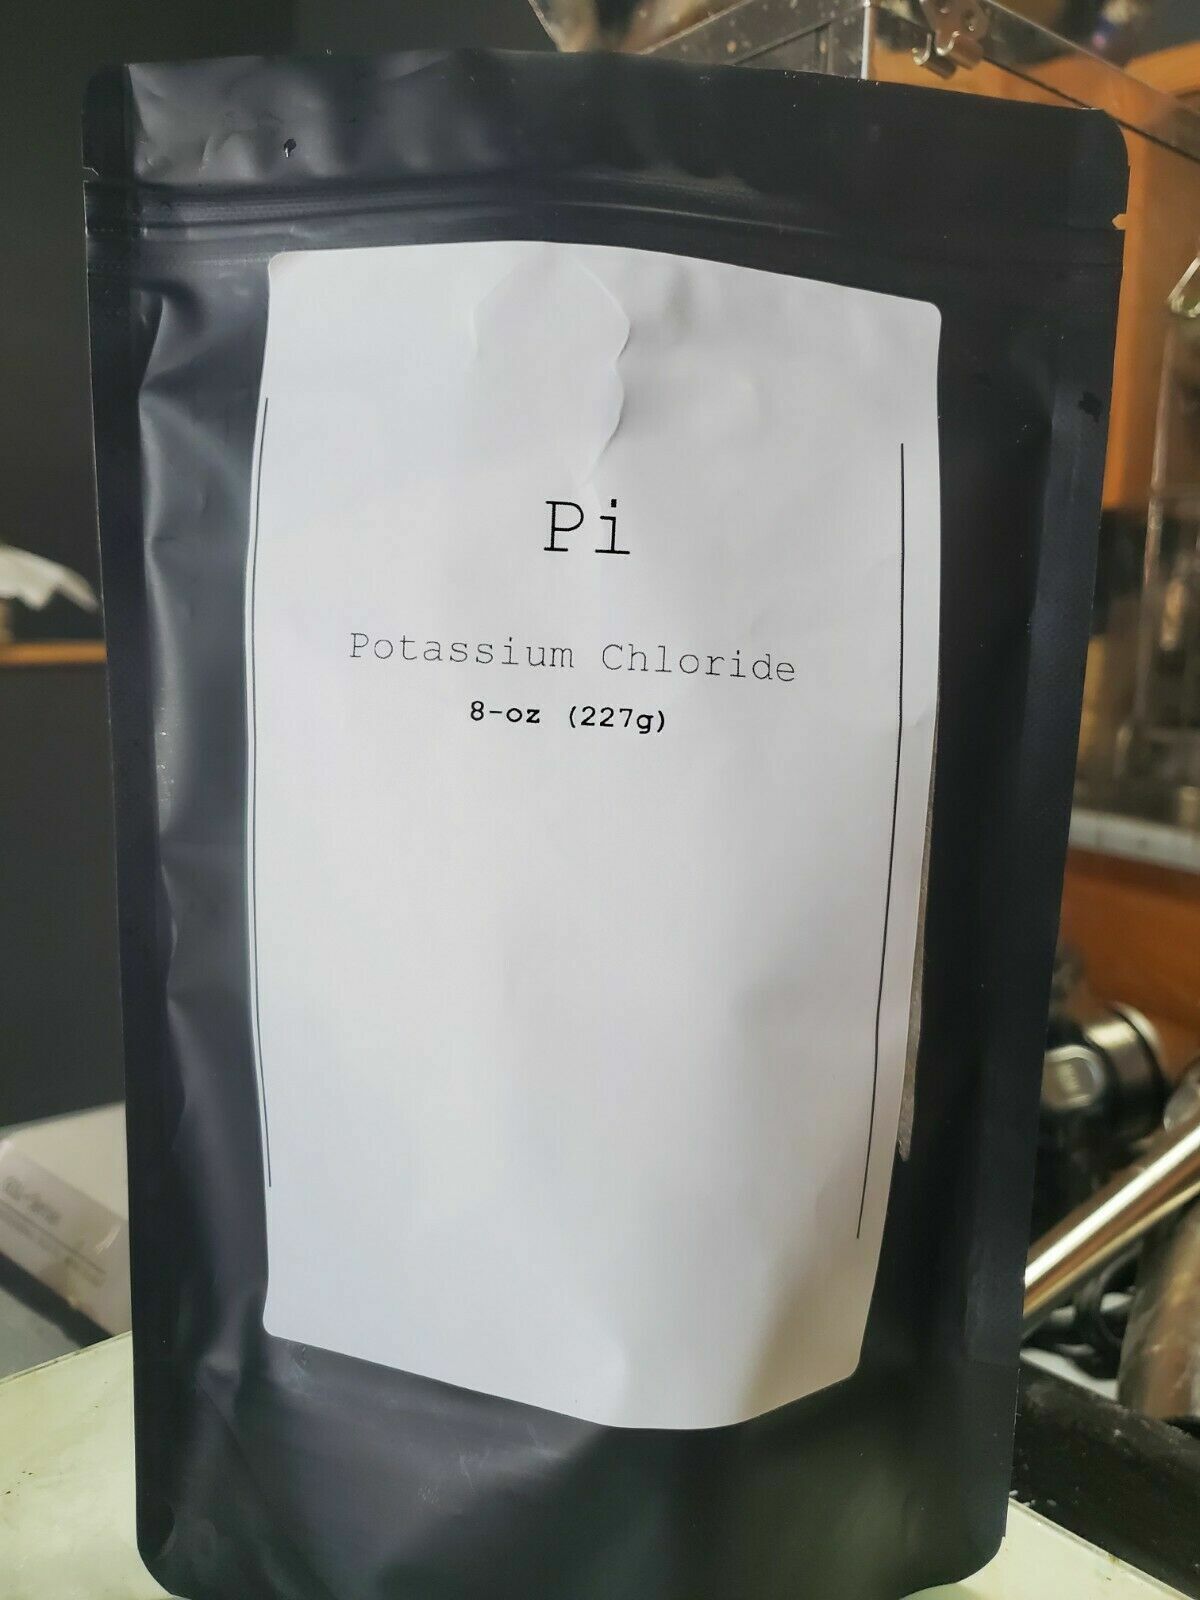 Pi
Potassium Chloride
8-oz (227g)